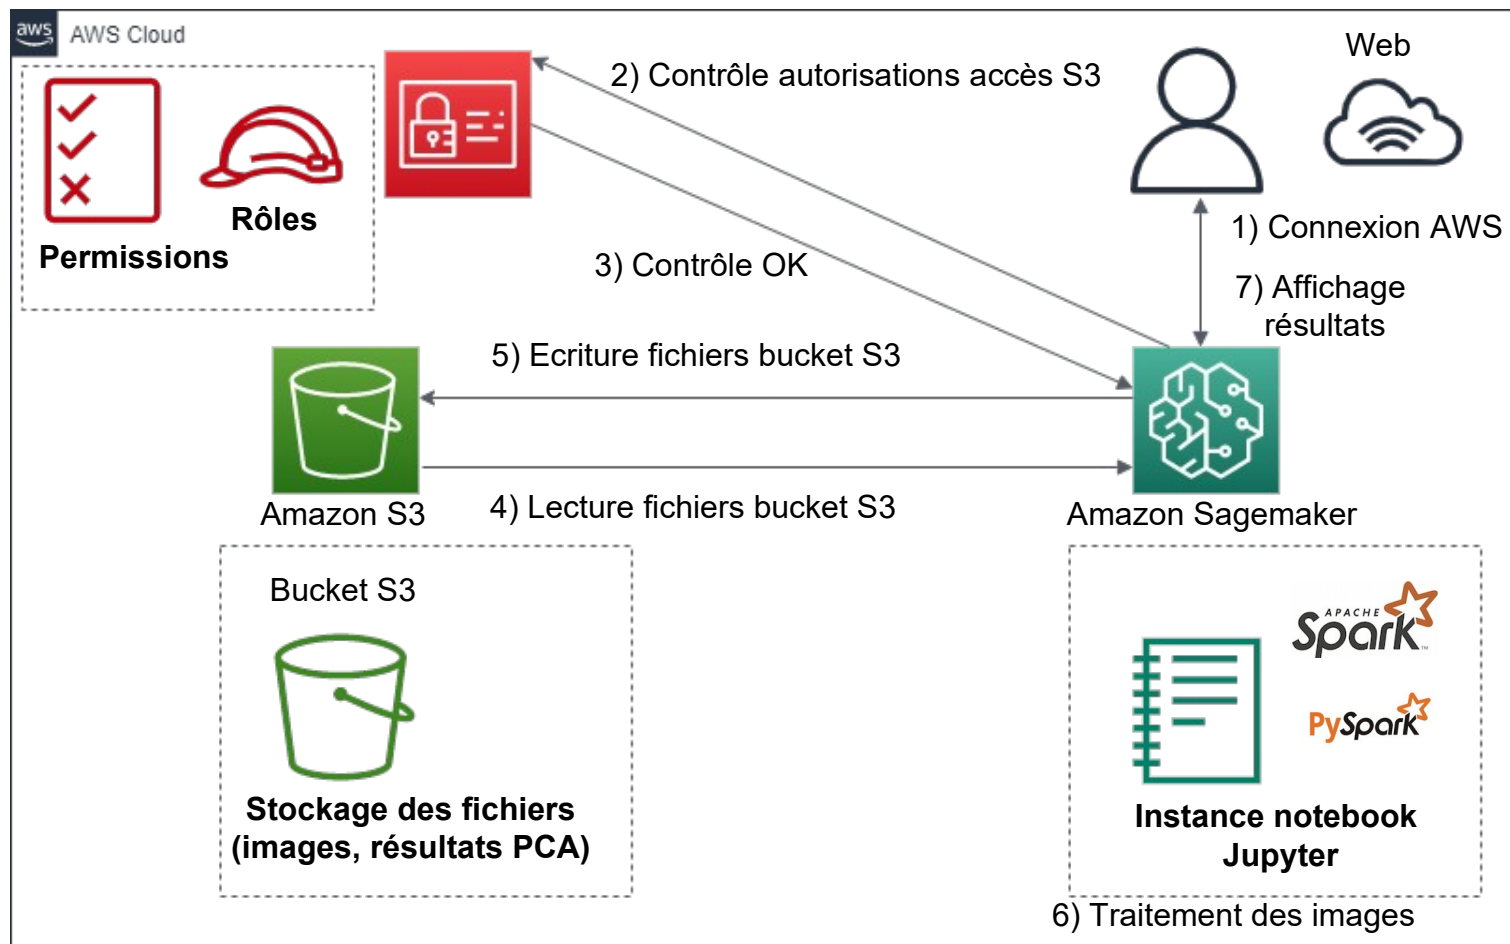 aws
AWS Cloud
Web
2) Contrôle autorisations accès S3
Rôles
Permissions
1) Connexion AWS
3) Contrôle OK
7) Affichage
résultats
5) Ecriture fichiers bucket S3
Amazon S3
4) Lecture fichiers bucket S3
Amazon Sagemaker
Bucket S3
APACHE
Spark™
PySpark
Stockage des fichiers
(images, résultats PCA)
Instance notebook
Jupyter
6) Traitement des images